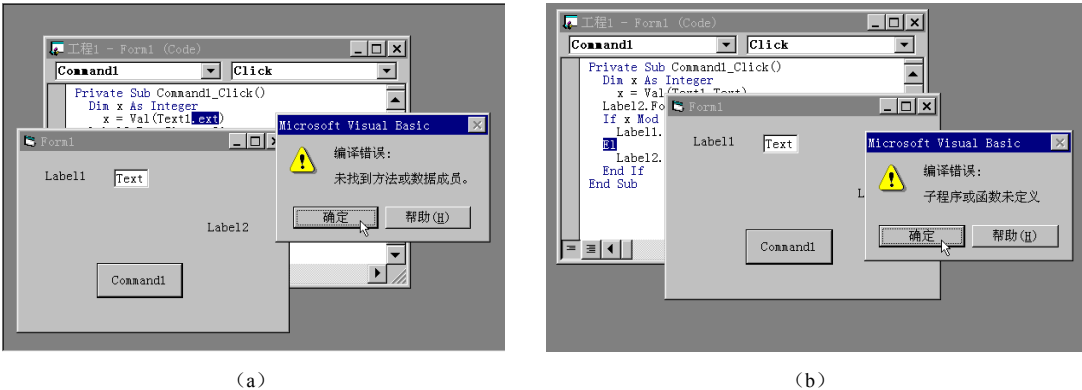 工程1 - Form1 (Code)
Command1
Click
Private Sub Command1_Click()
Dim x As Integer
x = Val(Text1.ext)
Form1
Label1
Text
Label2
Command1
Microsoft Visual Basic
编译错误:
未找到方法或数据成员。
确定
帮助(H)
(a)
工程1 - Form1 (Code)
Command1
Click
Private Sub Command1_Click()
Dim x As Integer
x = Val(Text1.Text)
Label2.Fo
If x Mod
Label1.
El
Label2.
End If
End Sub
Form1
Label1
Text
L
Command1
Microsoft Visual Basic
编译错误:
子程序或函数未定义
确定
帮助(H)
(b)